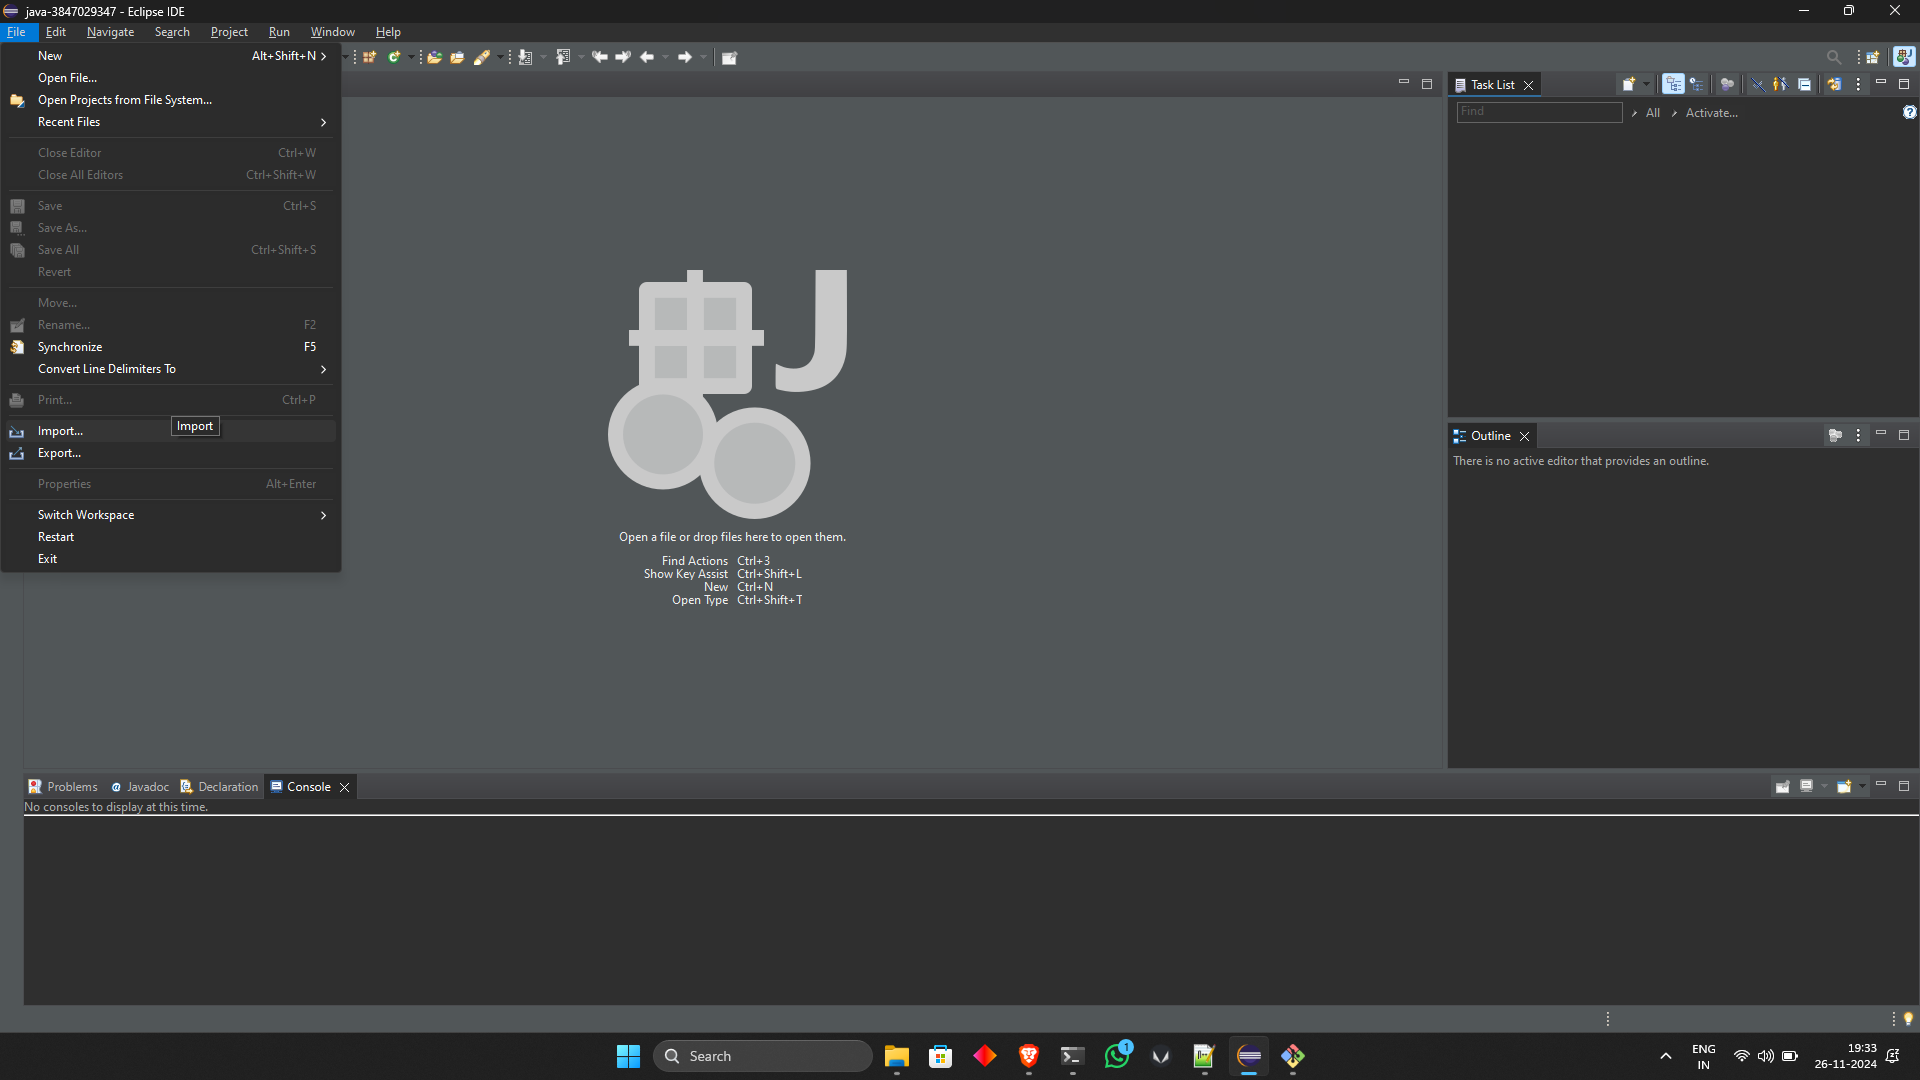 java-3847029347 - Eclipse IDE
File Edit Navigate Search Project Run Window Help
New Alt+Shift+N
Open File...
Open Projects from File System...
Recent Files
Close Editor Ctrl+W
Close All Editors Ctrl+Shift+W
Save Ctrl+S
Save As...
Save All Ctrl+Shift+S
Revert
Move...
Rename... F2
Synchronize F5
Convert Line Delimiters To
Print... Ctrl+P
Import...
Import
Export...
Properties Alt+Enter
Switch Workspace
Restart
Exit
J
Open a file or drop files here to open them.
Find Actions Ctrl+3
Show Key Assist Ctrl+Shift+L
New Ctrl+N
Open Type Ctrl+Shift+T
Task List
Find All Activate...
Outline
There is no active editor that provides an outline.
Problems Javadoc Declaration Console
No consoles to display at this time.
Search
1
ENG
IN
19:33
26-11-2024